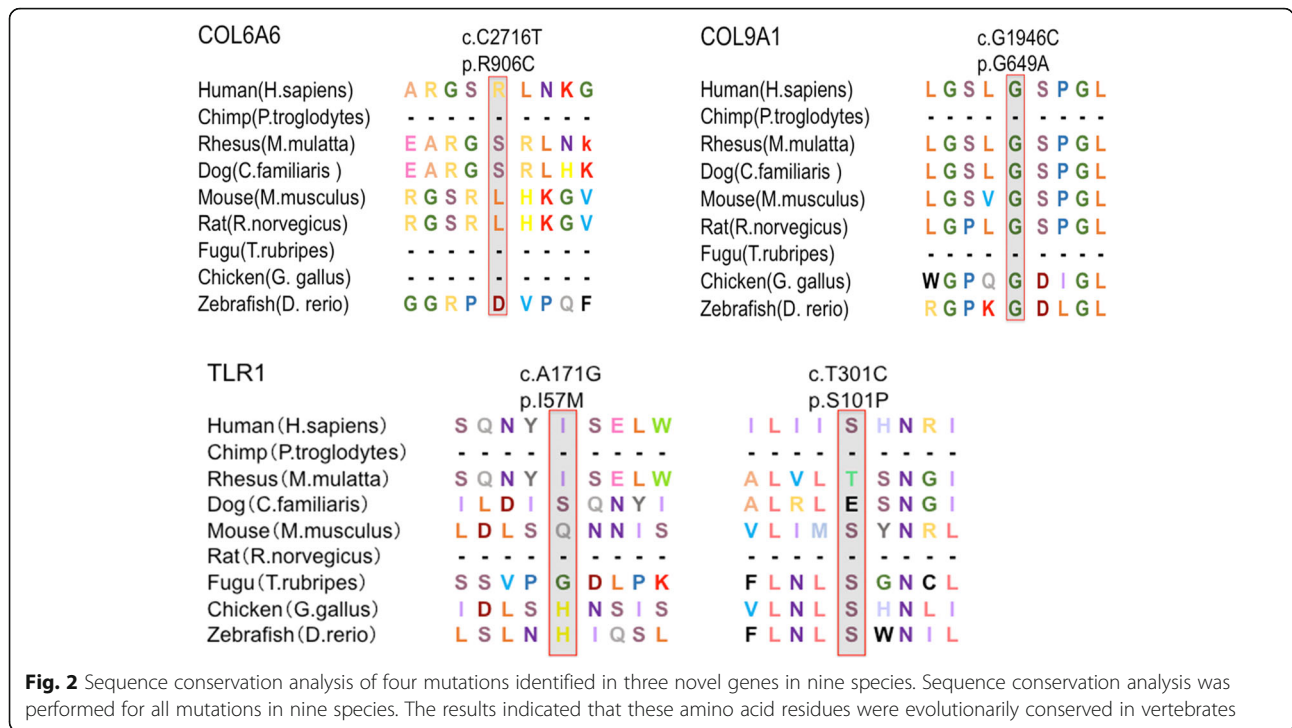 COL6A6
c.C2716T
p.R906C
Human(H.sapiens) A R G S R L N K G
Chimp(P.troglodytes) - - - - - - - - -
Rhesus(M.mulatta) E A R G S R L N k
Dog(C.familiaris ) E A R G S R L H K
Mouse(M.musculus) R G S R L H K G V
Rat(R.norvegicus) R G S R L H K G V
Fugu(T.rubripes) - - - - - - - - -
Chicken(G. gallus) - - - - - - - - -
Zebrafish(D. rerio) G G R P D V P Q F
COL9A1
c.G1946C
p.G649A
Human(H.sapiens) L G S L G S P G L
Chimp(P.troglodytes) - - - - - - - - -
Rhesus(M.mulatta) L G S L G S P G L
Dog(C.familiaris ) L G S L G S P G L
Mouse(M.musculus) L G S V G S P G L
Rat(R.norvegicus) L G P L G S P G L
Fugu(T.rubripes) - - - - - - - - -
Chicken(G. gallus) W G P Q G D I G L
Zebrafish(D. rerio) R G P K G D L G L
TLR1
c.A171G c.T301C
p.I57M p.S101P
Human(H.sapiens) S Q N Y I S E L W I L I I S H N R I
Chimp(P.troglodytes) - - - - - - - - - - - - - - - - - -
Rhesus(M.mulatta) S Q N Y I S E L W A L V L T S N G I
Dog(C.familiaris) I L D I S Q N Y I A L R L E S N G I
Mouse(M.musculus) L D L S Q N N I S V L I M S Y N R L
Rat(R.norvegicus) - - - - - - - - - - - - - - - - - -
Fugu(T.rubripes) S S V P G D L P K F L N L S G N C L
Chicken(G.gallus) I D L S H N S I S V L N L S H N L I
Zebrafish(D.rerio) L S L N H I Q S L F L N L S W N I L
Fig. 2 Sequence conservation analysis of four mutations identified in three novel genes in nine species. Sequence conservation analysis was
performed for all mutations in nine species. The results indicated that these amino acid residues were evolutionarily conserved in vertebrates